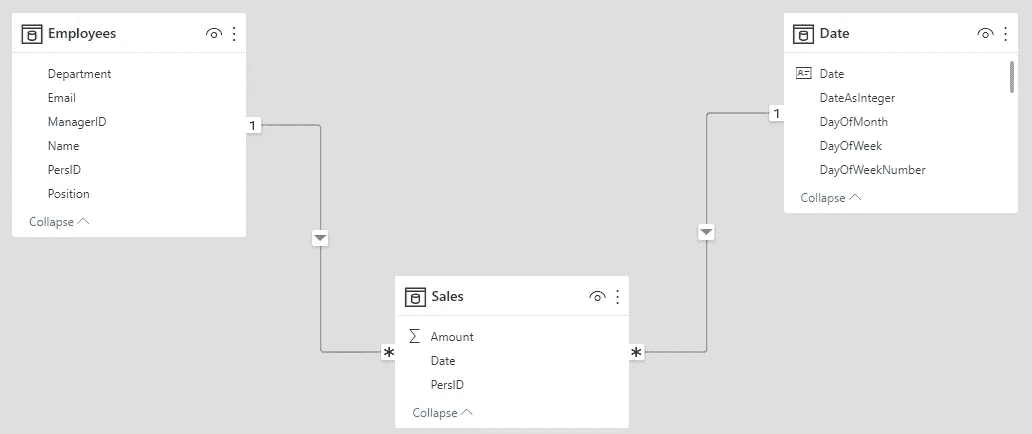 Employees
Department
Email
ManagerID
Name
PersID
Position
Collapse
1
Date
Date
DateAsInteger
DayOfMonth
DayOfWeek
DayOfWeekNumber
Collapse
1
Sales
Amount
Date
PersID
Collapse
*
*